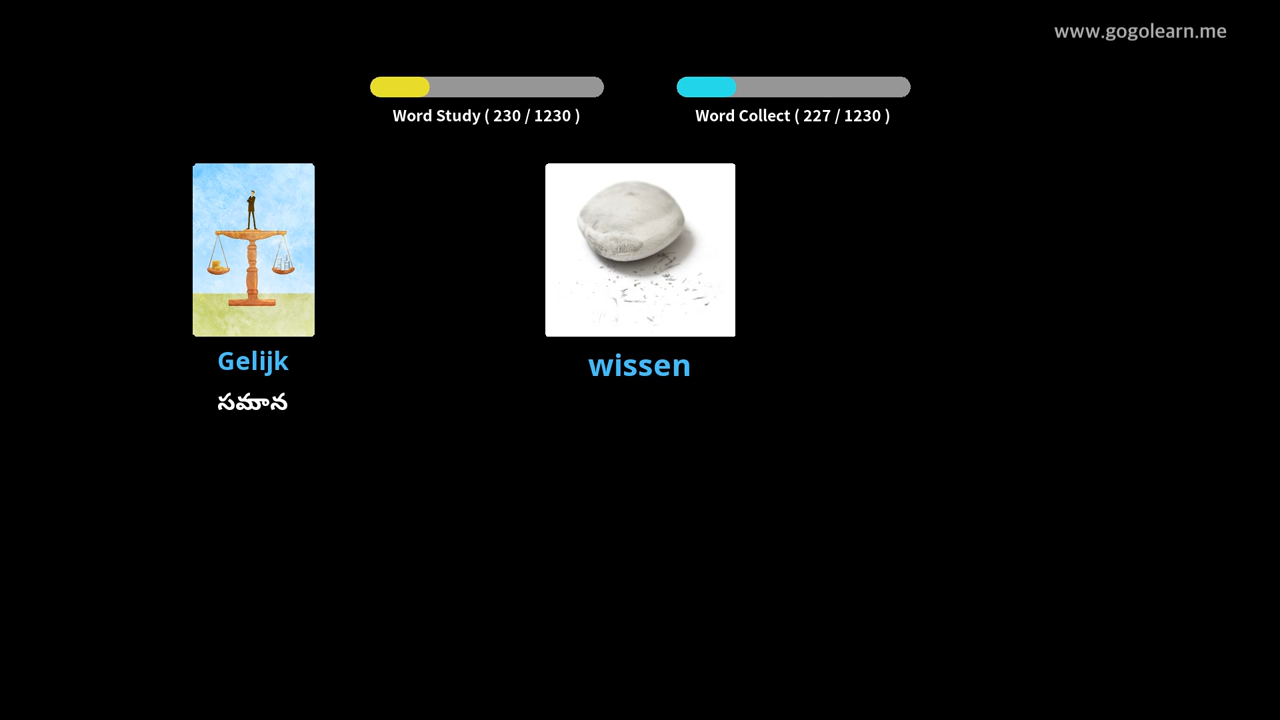 www.gogolearn.me
Word Study ( 230 / 1230 )
Word Collect ( 227 / 1230 )
Gelijk
సమాన
wissen